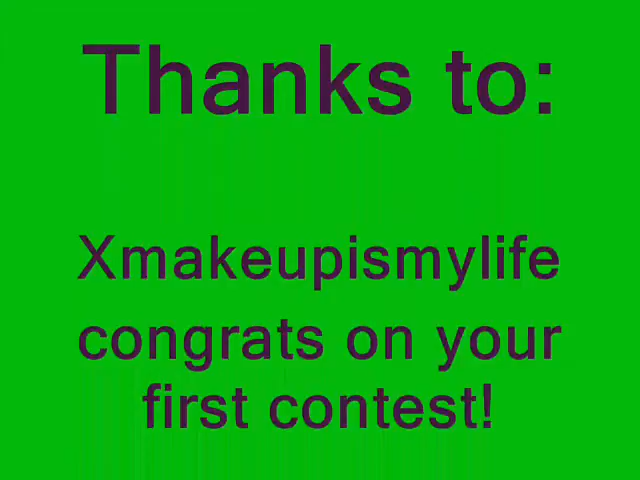 Thanks to:
Xmakeupismylife
congrats on your
first contest!